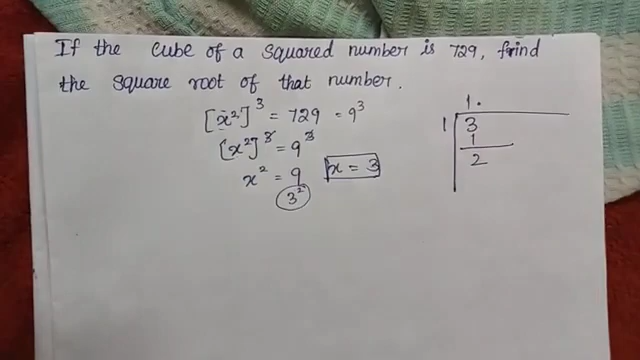 If the cube of a squared number is 729, find
the square root of that number.
[x²]³ = 729 = 9³
[x²]³ = 9³
x² = 9
x = 3
3²
1.
1 3
1
2